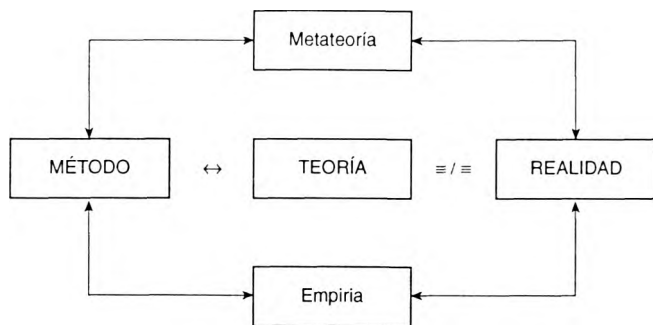 Metateoría
MÉTODO ↔ TEORÍA ≡ / ≡ REALIDAD
Empiria